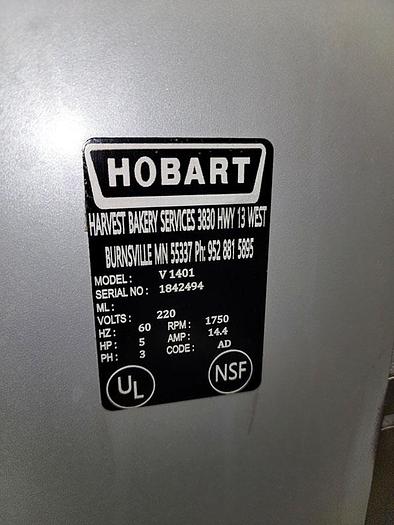 HOBART
HARVEST BAKERY SERVICES 3830 HWY 13 WEST
BURNSVILLE MN 55337 Ph: 952 881 5895
MODEL: V 1401
SERIAL NO: 1842494
ML:
VOLTS: 220
HZ: 60 RPM: 1750
HP: 5 AMP: 14.4
PH: 3 CODE: AD
UL NSF